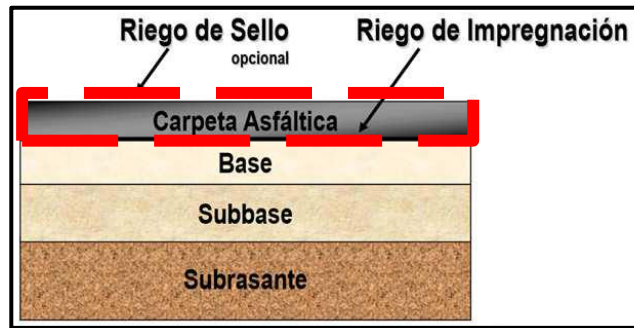 Riego de Sello
opcional
Riego de Impregnación
Carpeta Asfáltica
Base
Subbase
Subrasante